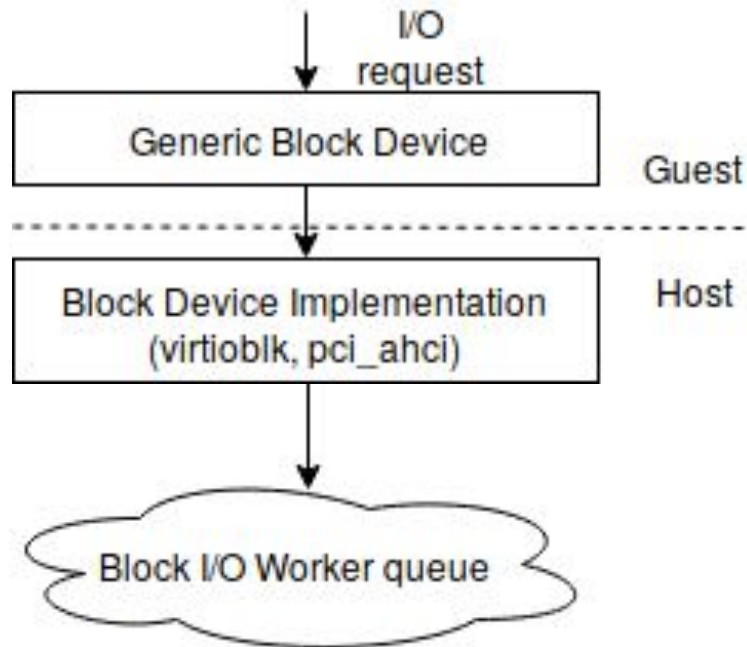 I/O
request
Generic Block Device
Guest
Host
Block Device Implementation
(virtioblk, pci_ahci)
Block I/O Worker queue